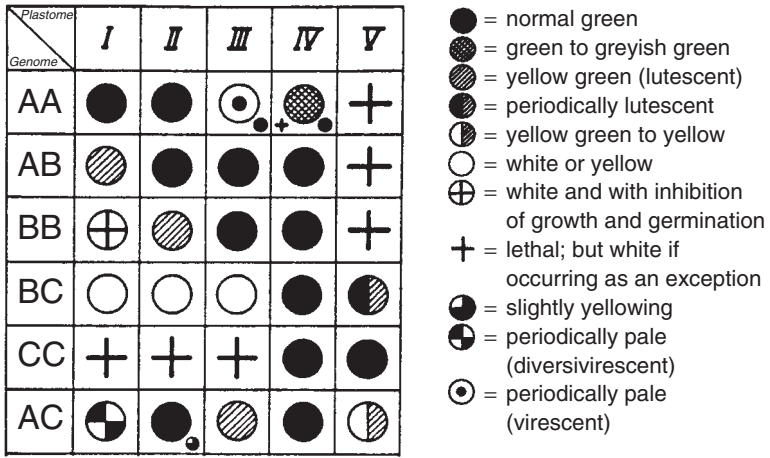 Plastome
Genome
I II III IV V
AA
AB
BB
BC
CC
AC
= normal green
= green to greyish green
= yellow green (lutescent)
= periodically lutescent
= yellow green to yellow
= white or yellow
= white and with inhibition
of growth and germination
= lethal; but white if
occurring as an exception
= slightly yellowing
= periodically pale
(diversivirescent)
= periodically pale
(virescent)